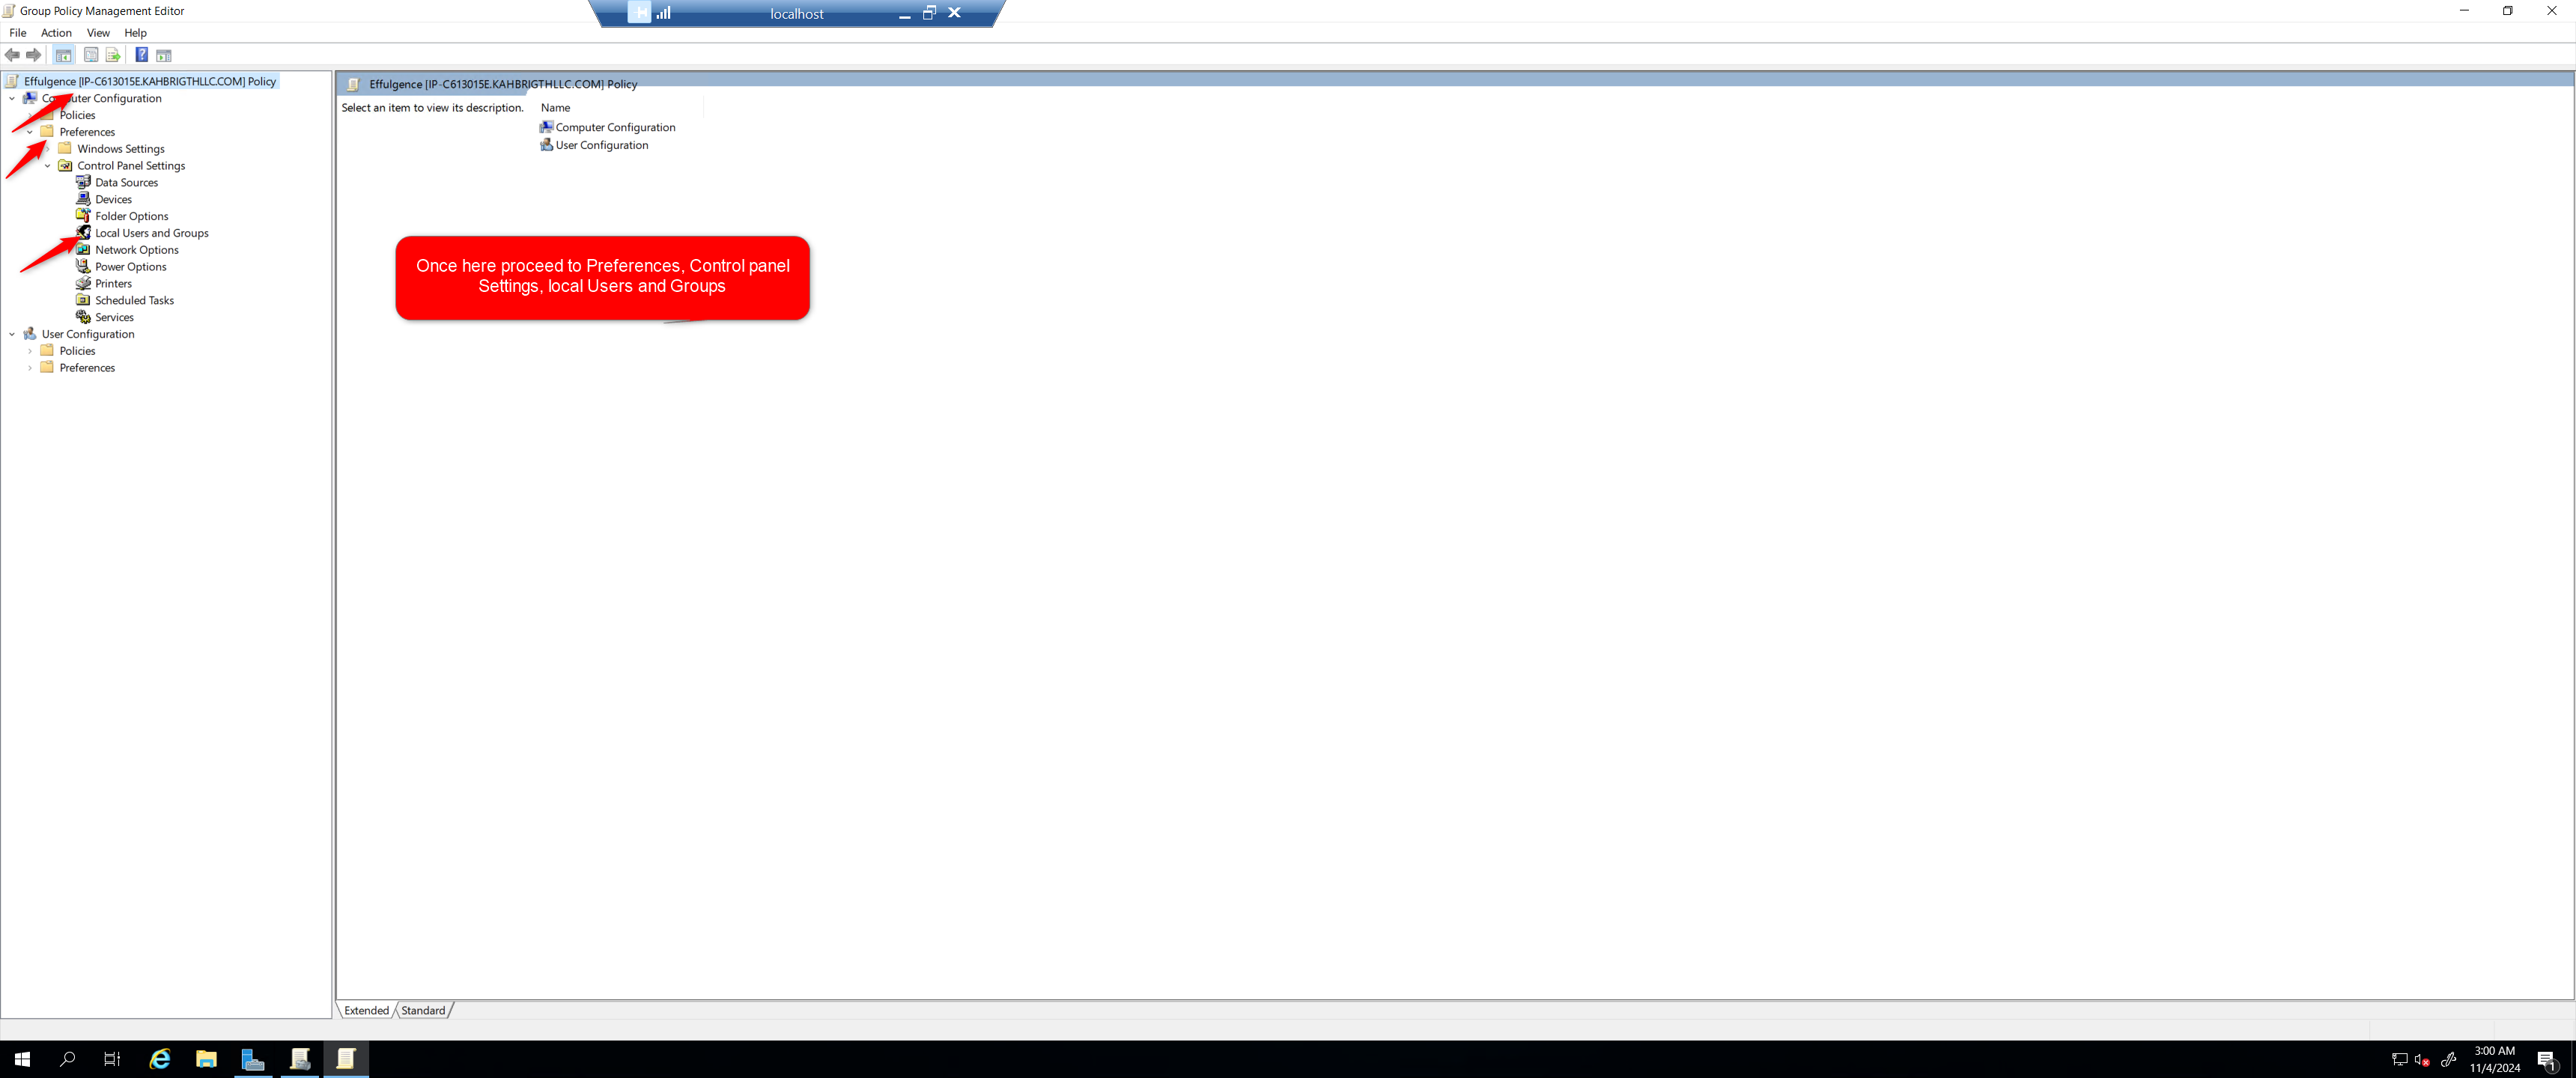 Group Policy Management Editor
localhost
File Action View Help
Effulgence [IP-C613015E.KAHBRIGTHLLC.COM] Policy
Computer Configuration
Policies
Preferences
Windows Settings
Control Panel Settings
Data Sources
Devices
Folder Options
Local Users and Groups
Network Options
Power Options
Printers
Scheduled Tasks
Services
User Configuration
Policies
Preferences
Effulgence [IP-C613015E.KAHBRIGTHLLC.COM] Policy
Select an item to view its description.
Name
Computer Configuration
User Configuration
Once here proceed to Preferences, Control panel
Settings, local Users and Groups
Extended Standard
3:00 AM
11/4/2024
1